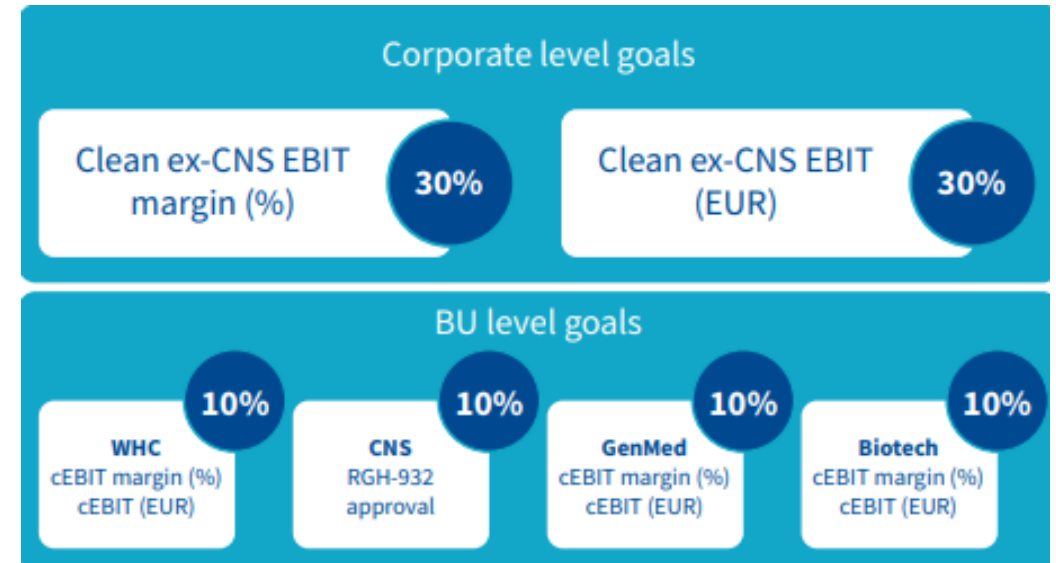 Corporate level goals
Clean ex-CNS EBIT
margin (%)
30%
Clean ex-CNS EBIT
(EUR)
30%
BU level goals
10%
WHC
cEBIT margin (%)
cEBIT (EUR)
10%
CNS
RGH-932
approval
10%
GenMed
cEBIT margin (%)
cEBIT (EUR)
10%
Biotech
cEBIT margin (%)
cEBIT (EUR)